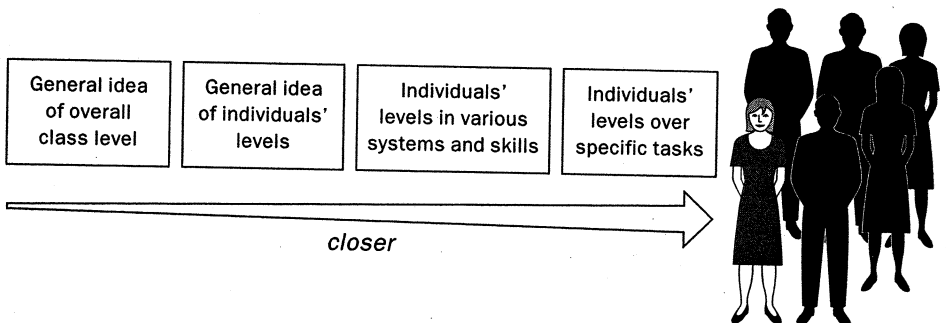 General idea
of overall
class level
General idea
of individuals'
levels
Individuals'
levels in various
systems and skills
Individuals'
levels over
specific tasks
closer